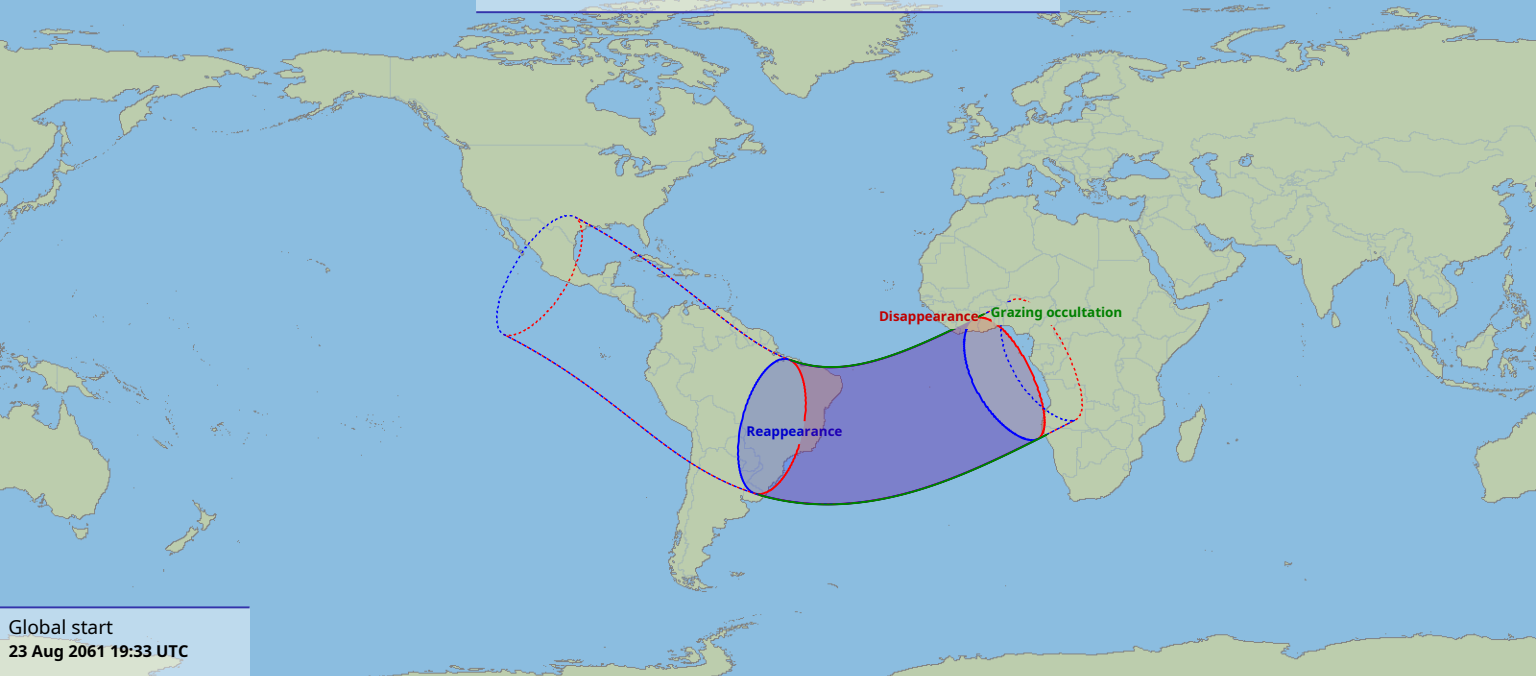 Disappearance
Grazing occultation
Reappearance
Global start
23 Aug 2061 19:33 UTC